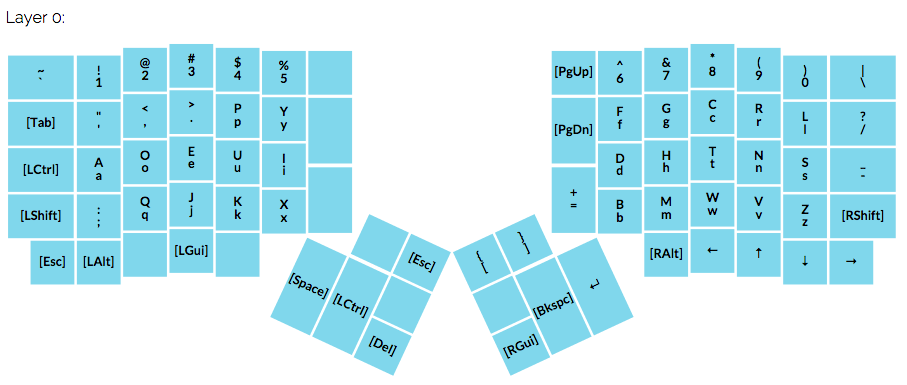 Layer 0:
~ ! @ # $ % [PgUp] ^ & * ( ) |
` 1 2 3 4 5 6 7 8 9 0 \
[Tab] " < > P Y [PgDn] F G C R L ?
' , . p y f g c r l /
[LCtrl] A O E U I D H T N S _
a o e u i d h t n s -
[LShift] : Q J K X + B M W V Z [RShift]
; q j k x = b m w v z
[Esc] [LAlt] [LGui] [RAlt] ← ↑ ↓ →
[Esc] { }
[ ]
[Space] [LCtrl] [Bkspc] ↵
[Del] [RGui]